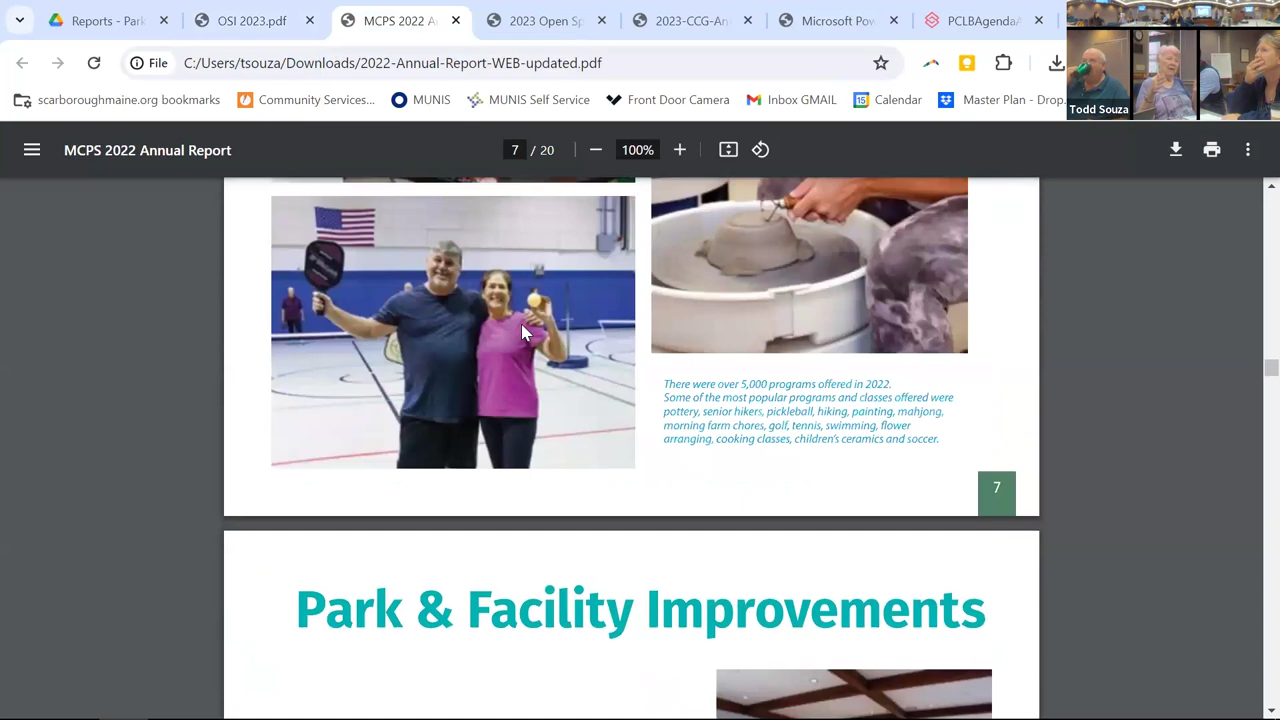 Reports - Park
OSI 2023.pdf
MCPS 2022 A
2023 Open Sp
2023-CCG-An
Microsoft Pow
PCLBAgenda
File
C:/Users/tsouza/Downloads/2022-Annual-Report-WEB-updated.pdf
scarboroughmaine.org bookmarks
Community Services...
MUNIS
MUNIS Self Service
Front Door Camera
Inbox GMAIL
15
Calendar
Master Plan - Drop.
Todd Souza
MCPS 2022 Annual Report
7 / 20
100%
There were over 5,000 programs offered in 2022.
Some of the most popular programs and classes offered were
pottery, senior hikers, pickleball, hiking, painting, mahjong,
morning farm chores, golf, tennis, swimming, flower
arranging, cooking classes, children's ceramics and soccer.
7
Park & Facility Improvements